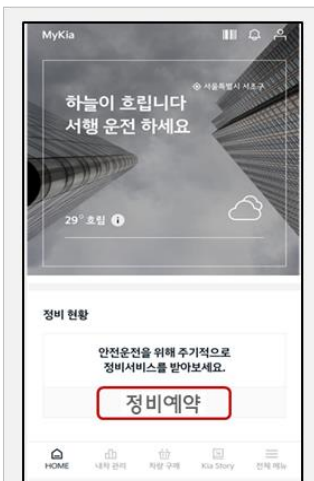 MyKia
서울특별시 서초구
하늘이 흐립니다
서행 운전 하세요
29° 흐림
정비 현황
안전운전을 위해 주기적으로
정비서비스를 받아보세요.
정비예약
HOME 내차 관리 차량 구매 Kia Story 전체 메뉴